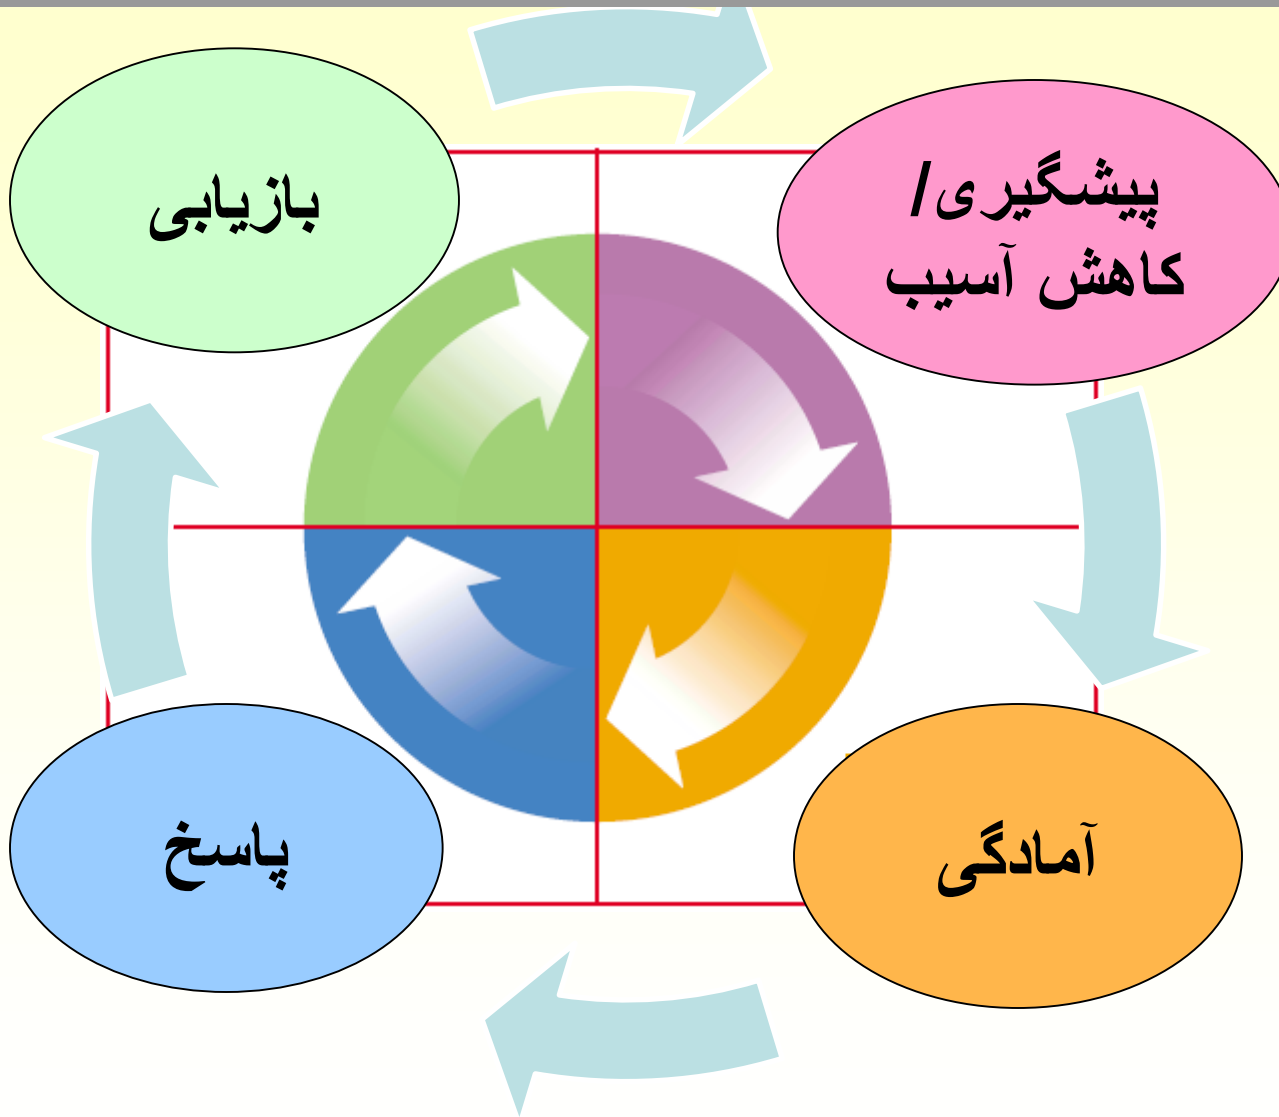 پیشگیری/
کاهش آسیب
بازیابی
آمادگی
پاسخ